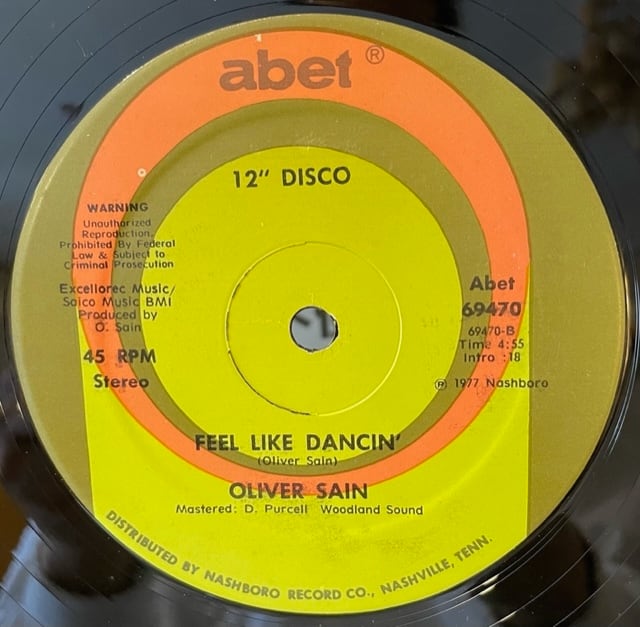 abet®
12" DISCO
WARNING
Unauthorized
Reproduction.
Prohibited By Federal
Law & Subject to
Criminal Prosecution
Excellorec Music/
Saico Music BMI
Produced by
O. Sain
45 RPM
Stereo
Abet
69470
69470-B
Time 4:55
Intro :18
℗ 1977 Nashboro
FEEL LIKE DANCIN'
(Oliver Sain)
OLIVER SAIN
Mastered: D. Purcell Woodland Sound
DISTRIBUTED BY NASHBORO RECORD CO., NASHVILLE, TENN.